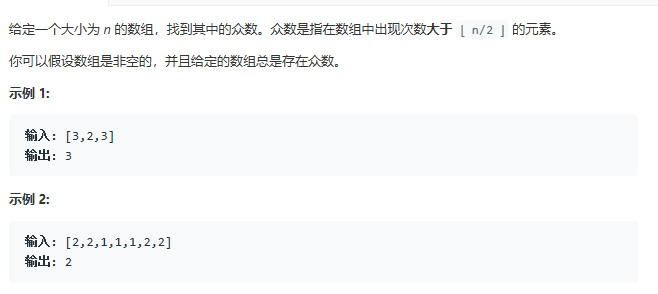 给定一个大小为 n 的数组，找到其中的众数。众数是指在数组中出现次数大于 ⌊ n/2 ⌋ 的元素。
你可以假设数组是非空的，并且给定的数组总是存在众数。
示例 1:
输入: [3,2,3]
输出: 3
示例 2:
输入: [2,2,1,1,1,2,2]
输出: 2